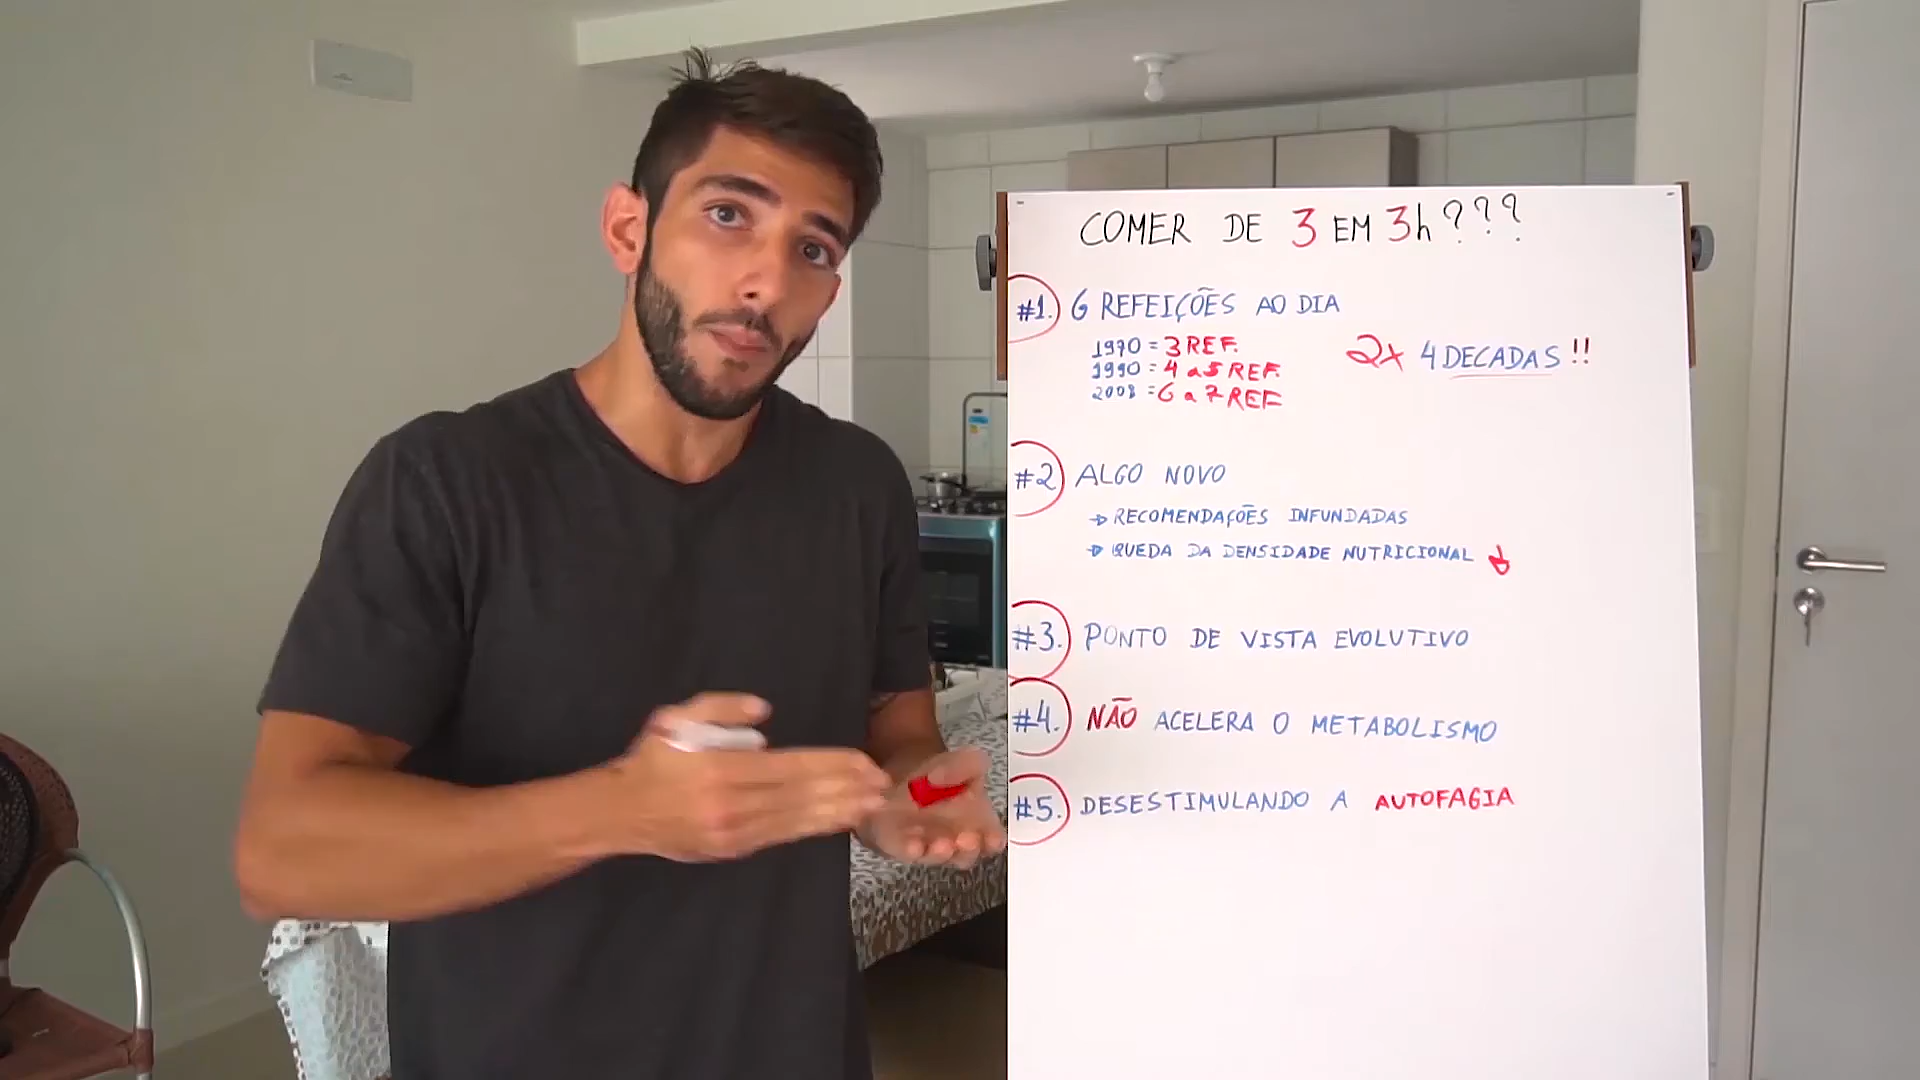 COMER DE 3 EM 3h???
#1. 6 REFEIÇÕES AO DIA
1970 = 3 REF.
1990 = 4 a 5 REF.
2008 = 6 a 7 REF
2x 4 DECADAS!!
#2 ALGO NOVO
→ RECOMENDAÇÕES INFUNDADAS
→ QUEDA DA DENSIDADE NUTRICIONAL ↓
#3. PONTO DE VISTA EVOLUTIVO
#4. NÃO ACELERA O METABOLISMO
#5. DESESTIMULANDO A AUTOFAGIA